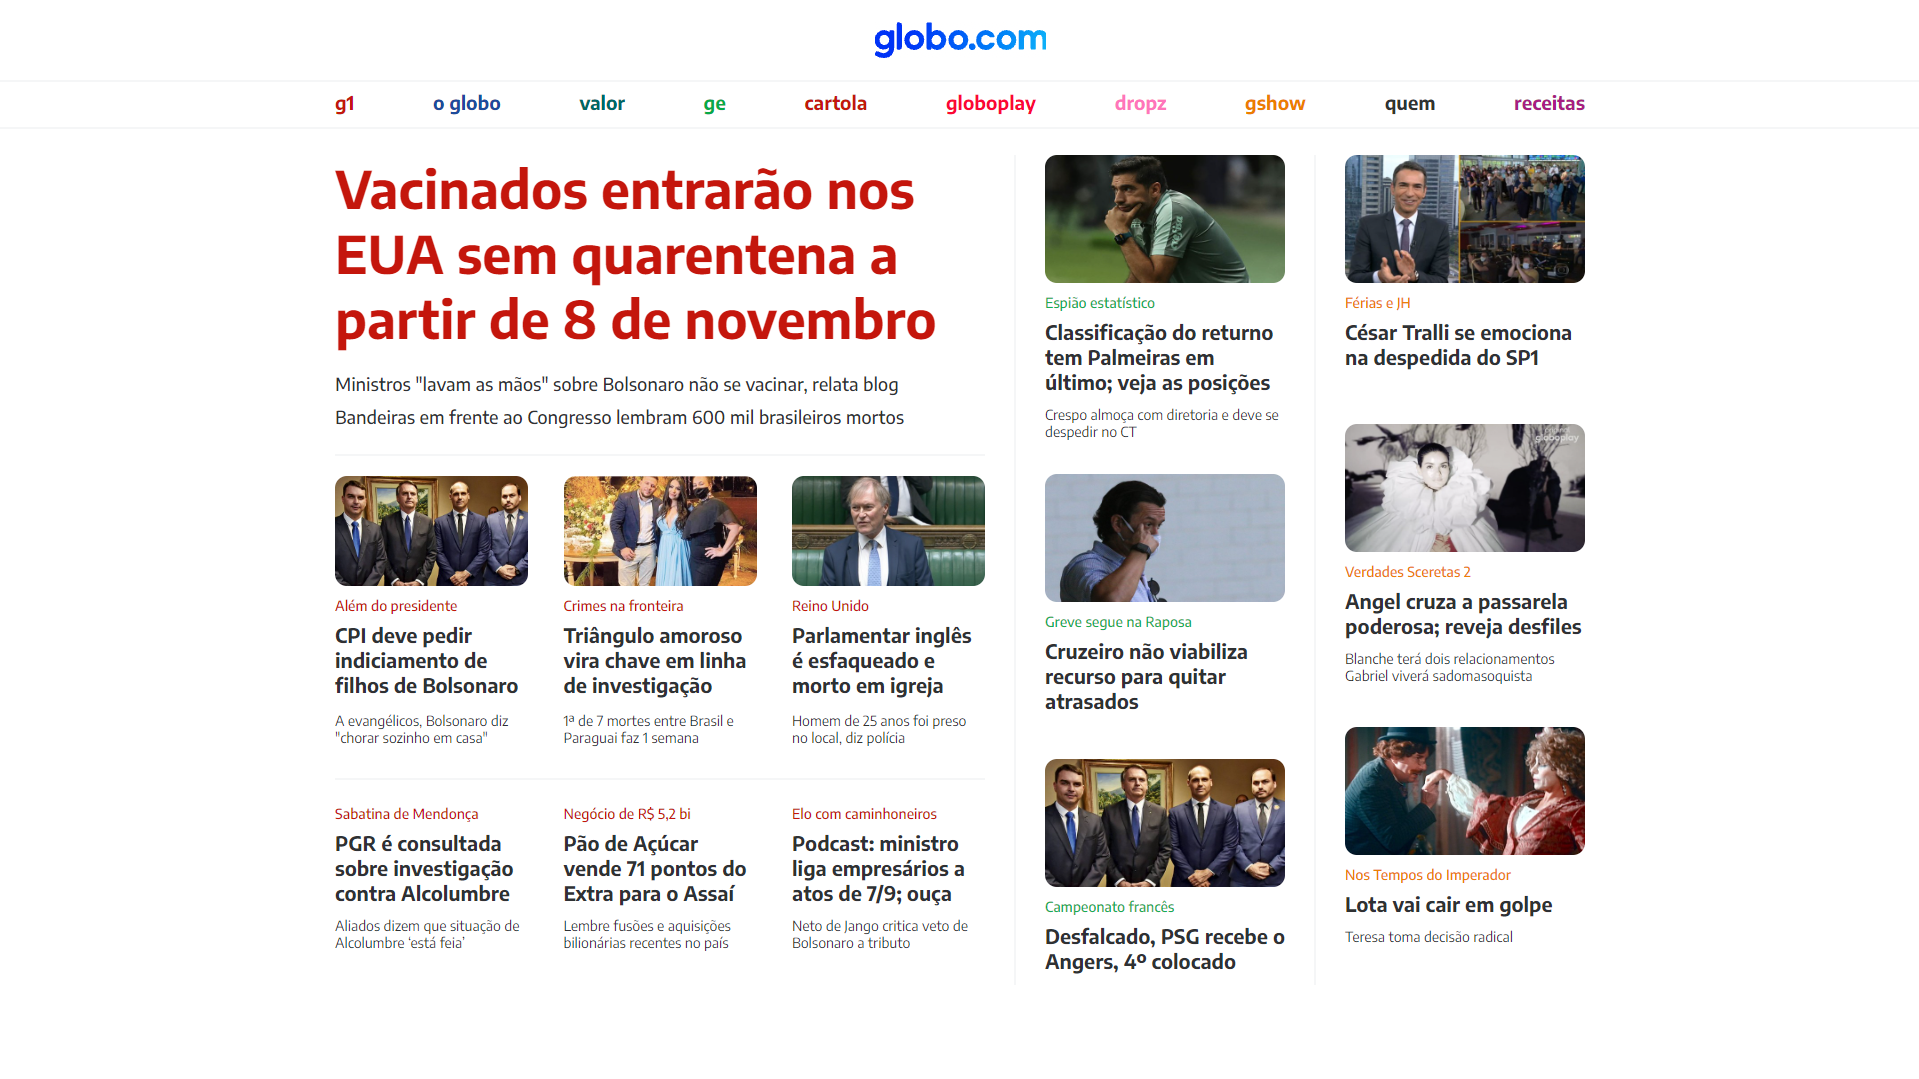 globo.com
g1
o globo
valor
ge
cartola
globoplay
dropz
gshow
quem
receitas
Vacinados entrarão nos
EUA sem quarentena a
partir de 8 de novembro
Ministros "lavam as mãos" sobre Bolsonaro não se vacinar, relata blog
Bandeiras em frente ao Congresso lembram 600 mil brasileiros mortos
Além do presidente
CPI deve pedir
indiciamento de
filhos de Bolsonaro
A evangélicos, Bolsonaro diz
"chorar sozinho em casa"
Crimes na fronteira
Triângulo amoroso
vira chave em linha
de investigação
1ª de 7 mortes entre Brasil e
Paraguai faz 1 semana
Reino Unido
Parlamentar inglês
é esfaqueado e
morto em igreja
Homem de 25 anos foi preso
no local, diz polícia
Sabatina de Mendonça
PGR é consultada
sobre investigação
contra Alcolumbre
Aliados dizem que situação de
Alcolumbre ‘está feia’
Negócio de R$ 5,2 bi
Pão de Açúcar
vende 71 pontos do
Extra para o Assaí
Lembre fusões e aquisições
bilionárias recentes no país
Elo com caminhoneiros
Podcast: ministro
liga empresários a
atos de 7/9; ouça
Neto de Jango critica veto de
Bolsonaro a tributo
Espião estatístico
Classificação do returno
tem Palmeiras em
último; veja as posições
Crespo almoça com diretoria e deve se
despedir no CT
Greve segue na Raposa
Cruzeiro não viabiliza
recurso para quitar
atrasados
Campeonato francês
Desfalcado, PSG recebe o
Angers, 4º colocado
Férias e JH
César Tralli se emociona
na despedida do SP1
globoplay
Verdades Sceretas 2
Angel cruza a passarela
poderosa; reveja desfiles
Blanche terá dois relacionamentos
Gabriel viverá sadomasoquista
Nos Tempos do Imperador
Lota vai cair em golpe
Teresa toma decisão radical